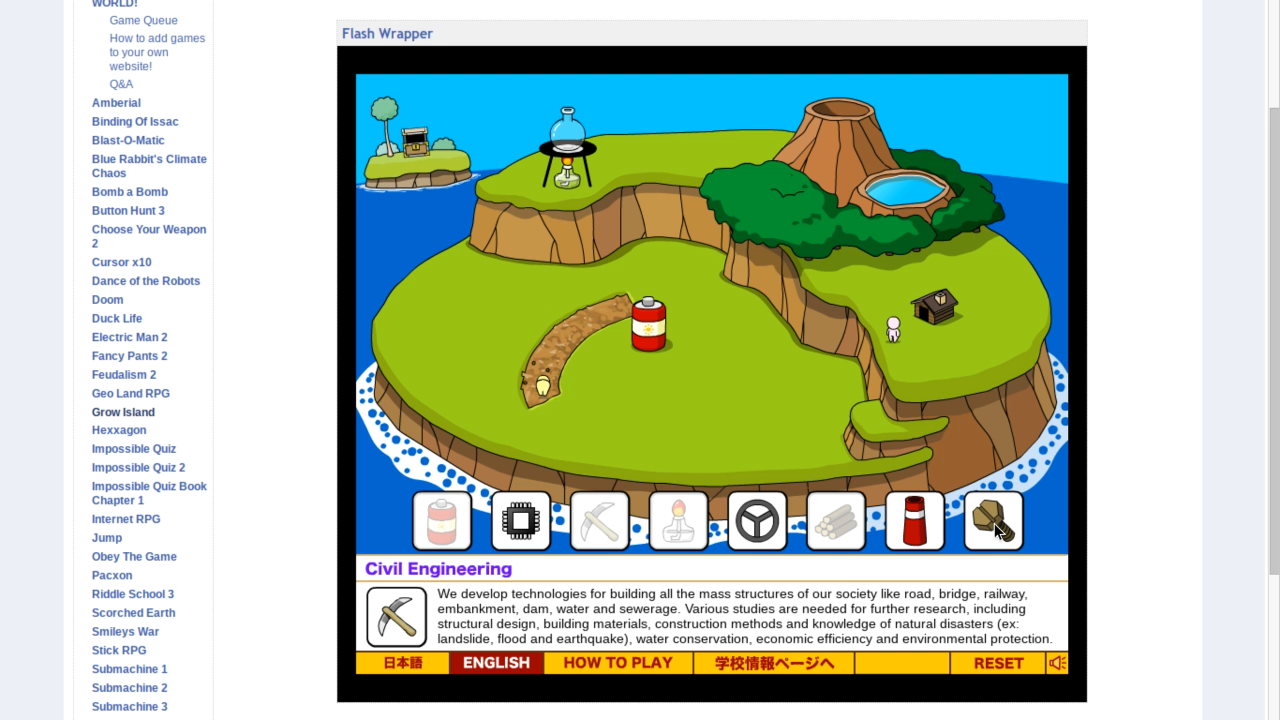 WORLD!
Game Queue
How to add games
to your own
website!
Q&A
Amberial
Binding Of Issac
Blast-O-Matic
Blue Rabbit's Climate
Chaos
Bomb a Bomb
Button Hunt 3
Choose Your Weapon
2
Cursor x10
Dance of the Robots
Doom
Duck Life
Electric Man 2
Fancy Pants 2
Feudalism 2
Geo Land RPG
Grow Island
Hexxagon
Impossible Quiz
Impossible Quiz 2
Impossible Quiz Book
Chapter 1
Internet RPG
Jump
Obey The Game
Pacxon
Riddle School 3
Scorched Earth
Smileys War
Stick RPG
Submachine 1
Submachine 2
Submachine 3
Flash Wrapper
Civil Engineering
We develop technologies for building all the mass structures of our society like road, bridge, railway,
embankment, dam, water and sewerage. Various studies are needed for further research, including
structural design, building materials, construction methods and knowledge of natural disasters (ex:
landslide, flood and earthquake), water conservation, economic efficiency and environmental protection.
日本語 ENGLISH HOW TO PLAY 学校情報ページへ RESET